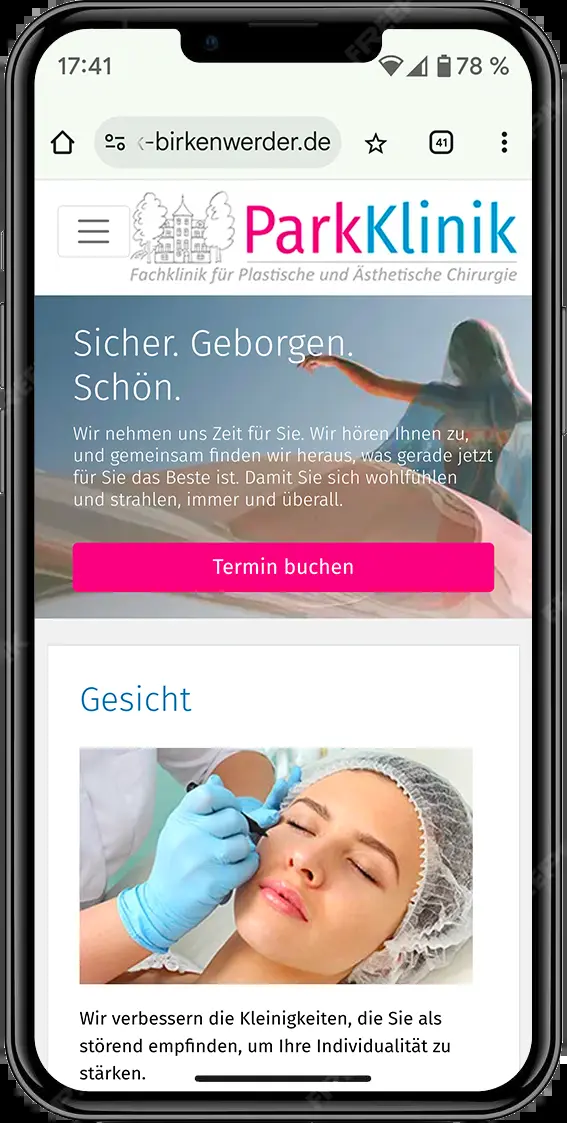 17:41
78 %
-birkenwerder.de
41
ParkKlinik
Fachklinik für Plastische und Ästhetische Chirurgie
Sicher. Geborgen.
Schön.
Wir nehmen uns Zeit für Sie. Wir hören Ihnen zu,
und gemeinsam finden wir heraus, was gerade jetzt
für Sie das Beste ist. Damit Sie sich wohlfühlen
und strahlen, immer und überall.
Termin buchen
Gesicht
Wir verbessern die Kleinigkeiten, die Sie als
störend empfinden, um Ihre Individualität zu
stärken.